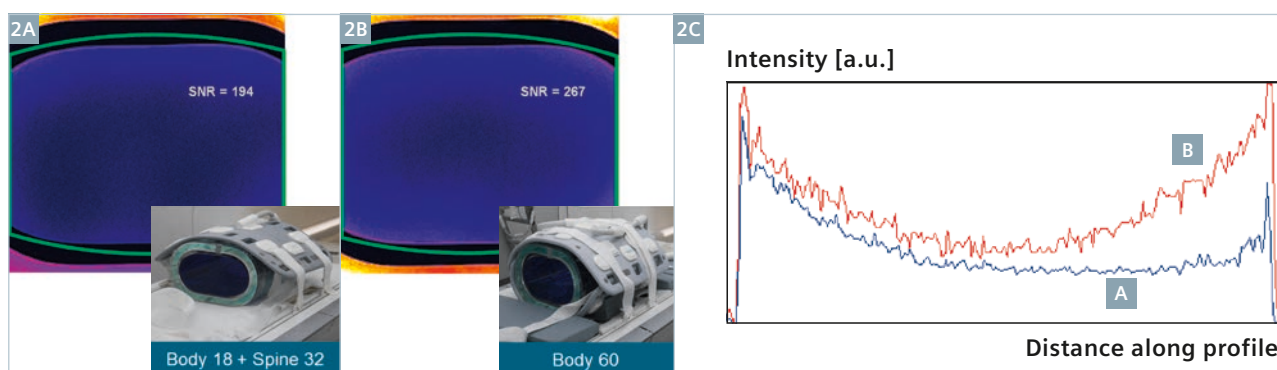 2A
SNR = 194
Body 18 + Spine 32
2B
SNR = 267
Body 60
2C
Intensity [a.u.]
B
A
Distance along profile